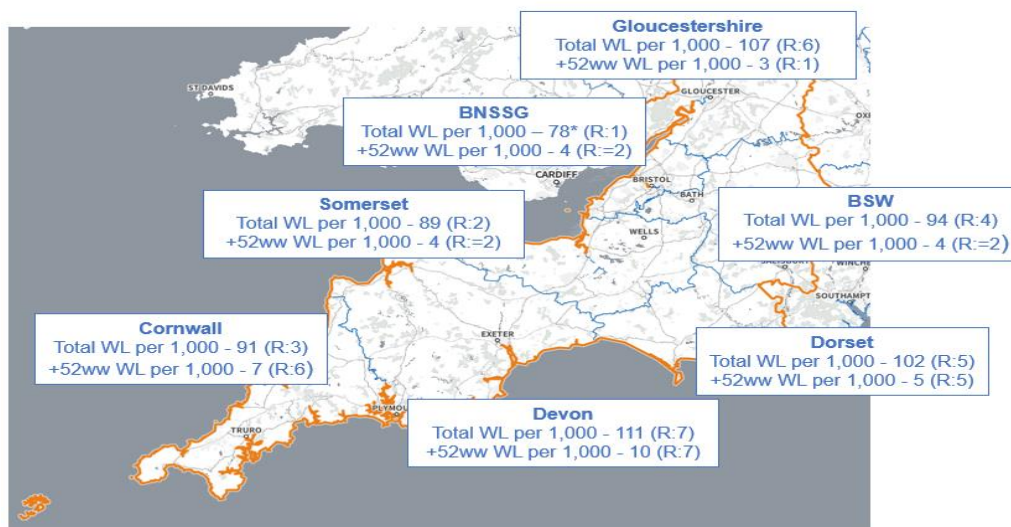 Gloucestershire
Total WL per 1,000 - 107 (R:6)
+52ww WL per 1,000 - 3 (R:1)
ST DAVIDS
GLOUCESTER
BNSSG
Total WL per 1,000 – 78* (R:1)
+52ww WL per 1,000 - 4 (R:=2)
CARDIFF
BRISTOL
BATH
Somerset
Total WL per 1,000 - 89 (R:2)
+52ww WL per 1,000 - 4 (R:=2)
BSW
Total WL per 1,000 - 94 (R:4)
+52ww WL per 1,000 - 4 (R:=2)
WELLS
SOUTHAMPT
Cornwall
Total WL per 1,000 - 91 (R:3)
+52ww WL per 1,000 - 7 (R:6)
EXETER
Dorset
Total WL per 1,000 - 102 (R:5)
+52ww WL per 1,000 - 5 (R:5)
PLYMOU
TRURO
Devon
Total WL per 1,000 - 111 (R:7)
+52ww WL per 1,000 - 10 (R:7)